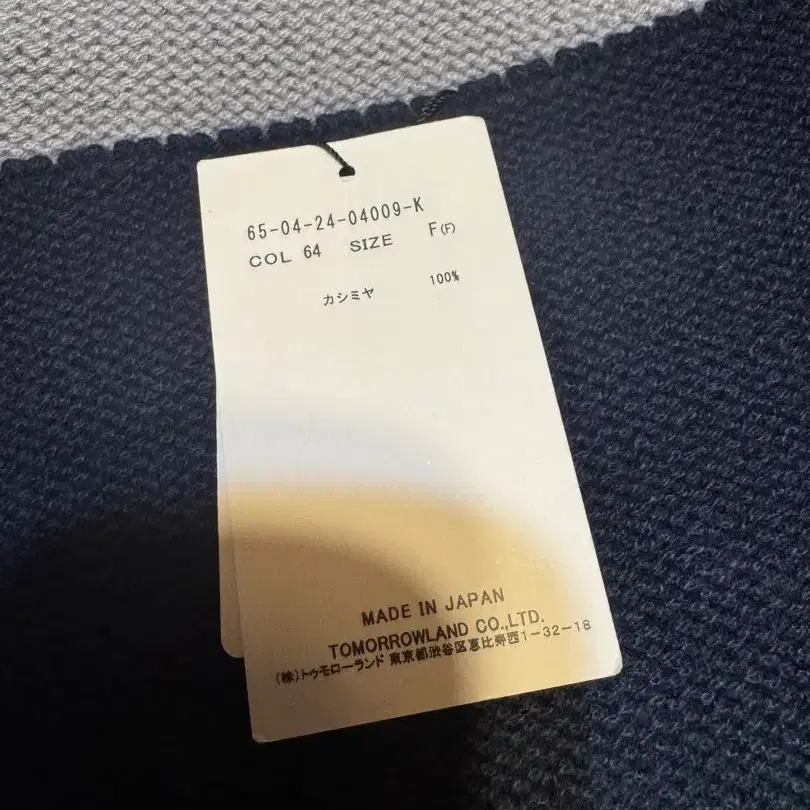 65-04-24-04009-K
COL 64 SIZE F(F)
カシミヤ 100%
MADE IN JAPAN
TOMORROWLAND CO.,LTD.
(株)トゥモローランド 東京都渋谷区恵比寿西1-32-18